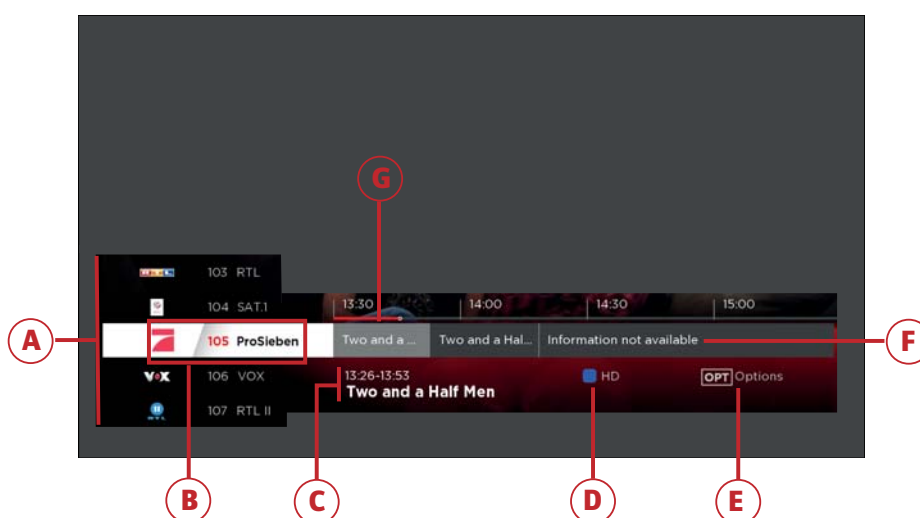 G
103 RTL
104 SAT.1
13:30 14:00 14:30 15:00
A
105 ProSieben
Two and a ... Two and a Hal... Information not available
F
VOX 106 VOX
13:26-13:53
HD
OPT Options
Two and a Half Men
107 RTL II
B
C
D
E